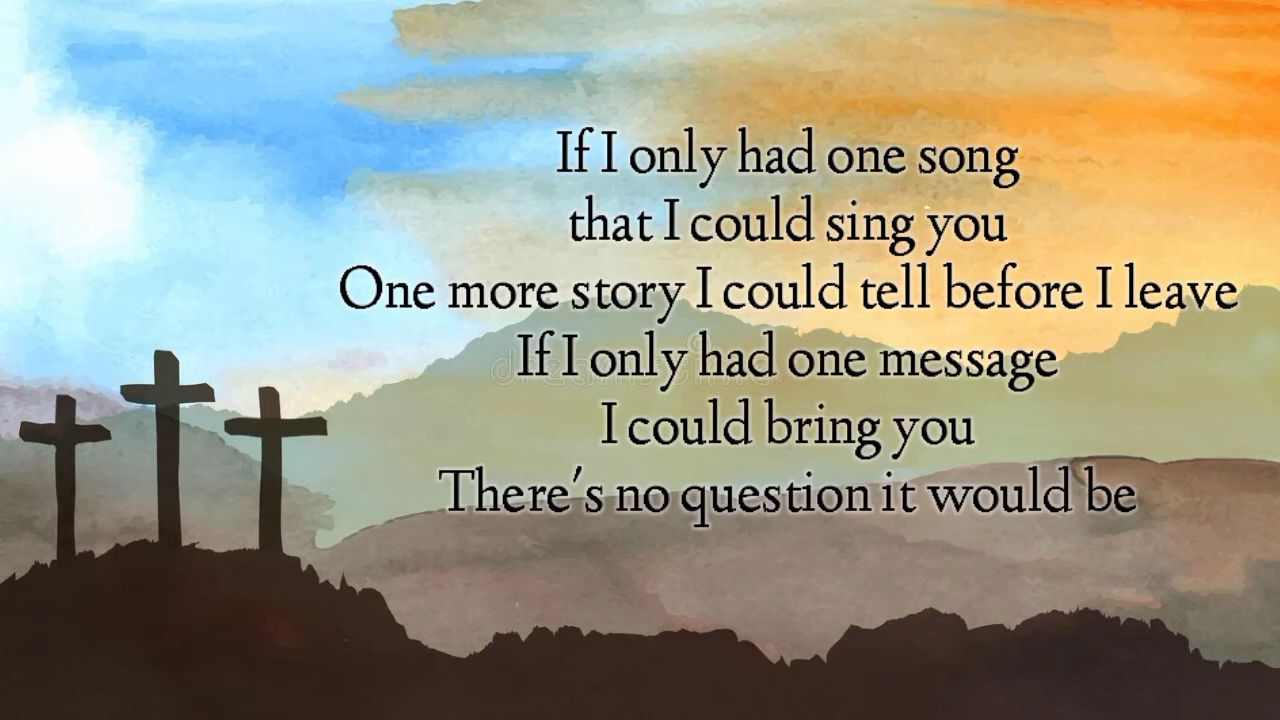 If I only had one song
that I could sing you
One more story I could tell before I leave
If I only had one message
I could bring you
There's no question it would be